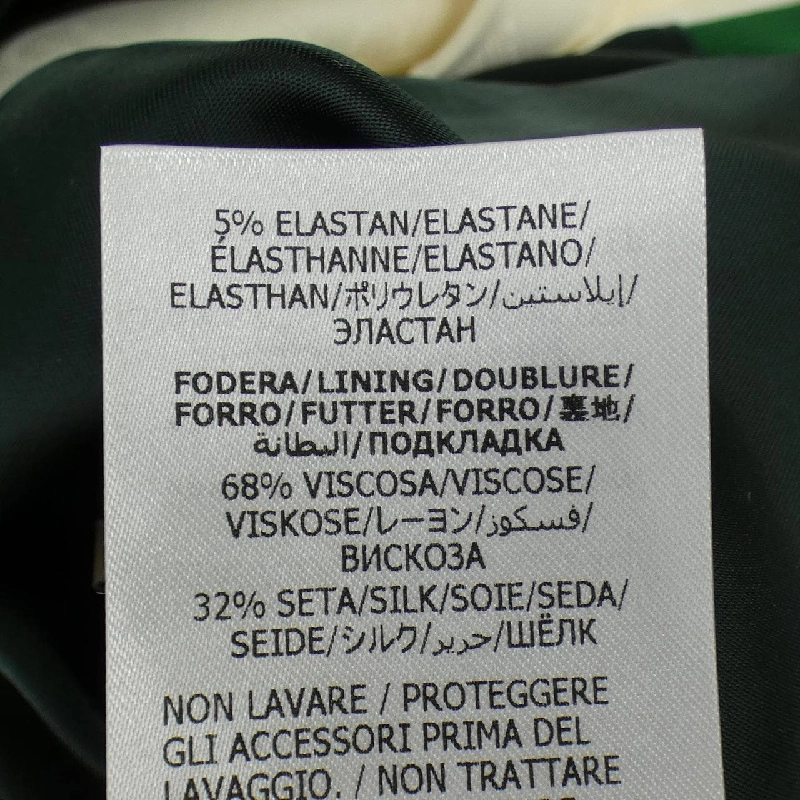 5% ELASTAN/ELASTANE/
ÉLASTHANNE/ELASTANO/
ELASTHAN/ポリウレタン/إيلاستين/
ЭЛАСТАН
FODERA/LINING/DOUBLURE/
FORRO/FUTTER/FORRO/裏地/
البطانة/ПОДКЛАДКА
68% VISCOSA/VISCOSE/
VISKOSE/レーヨン/فسكوز/
ВИСКОЗА
32% SETA/SILK/SOIE/SEDA/
SEIDE/シルク/حرير/ШЁЛК
NON LAVARE / PROTEGGERE
GLI ACCESSORI PRIMA DEL
LAVAGGIO. / NON TRATTARE